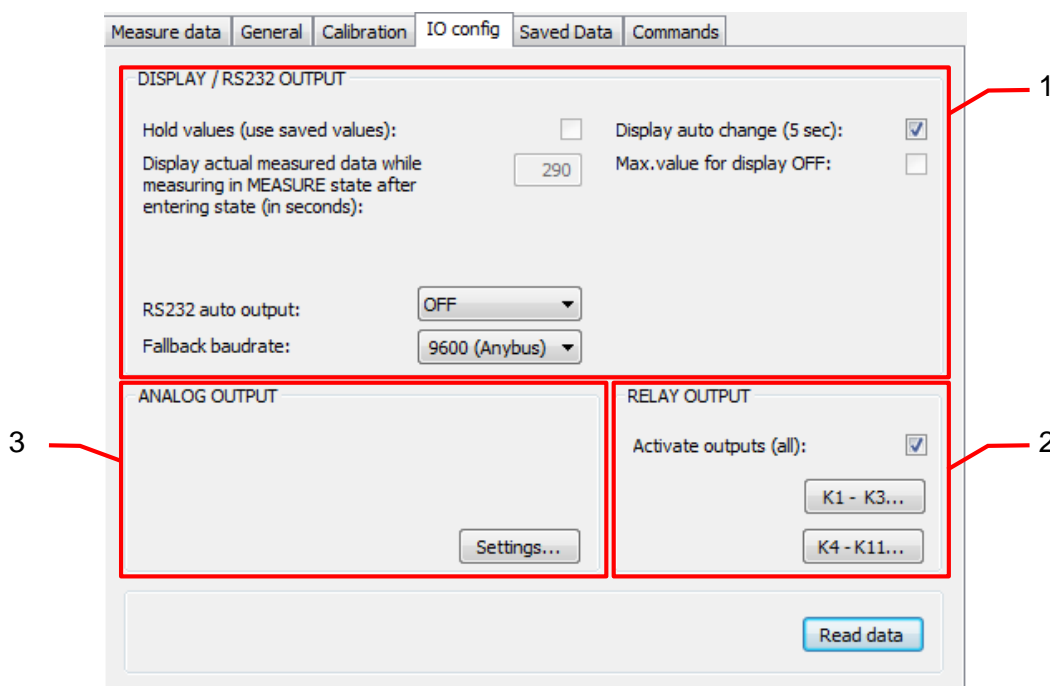 Measure data General Calibration IO config Saved Data Commands
DISPLAY / RS232 OUTPUT
1
Hold values (use saved values):
Display auto change (5 sec):
Display actual measured data while
measuring in MEASURE state after
entering state (in seconds):
290
Max.value for display OFF:
RS232 auto output:
OFF
Fallback baudrate:
9600 (Anybus)
ANALOG OUTPUT
3
Settings...
RELAY OUTPUT
Activate outputs (all):
2
K1 - K3...
K4 - K11...
Read data